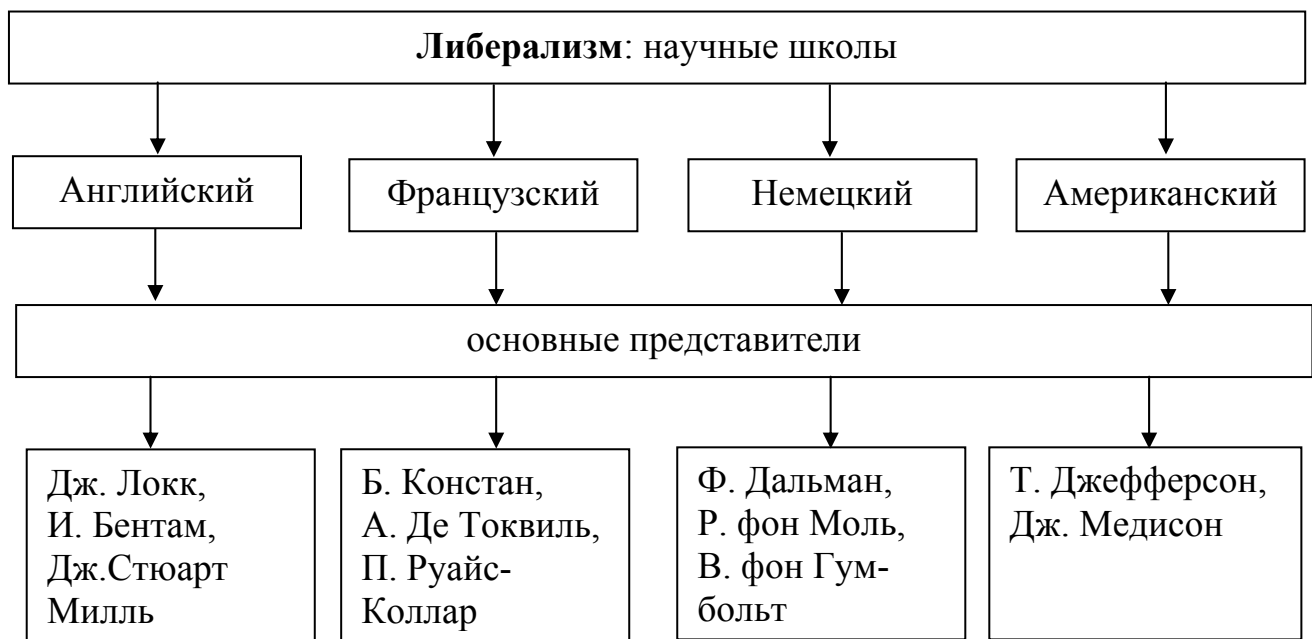 Либерализм: научные школы
Английский
Французский
Немецкий
Американский
основные представители
Дж. Локк,
И. Бентам,
Дж.Стюарт
Милль
Б. Констан,
А. Де Токвиль,
П. Руайс-
Коллар
Ф. Дальман,
Р. фон Моль,
В. фон Гум-
больт
Т. Джефферсон,
Дж. Медисон